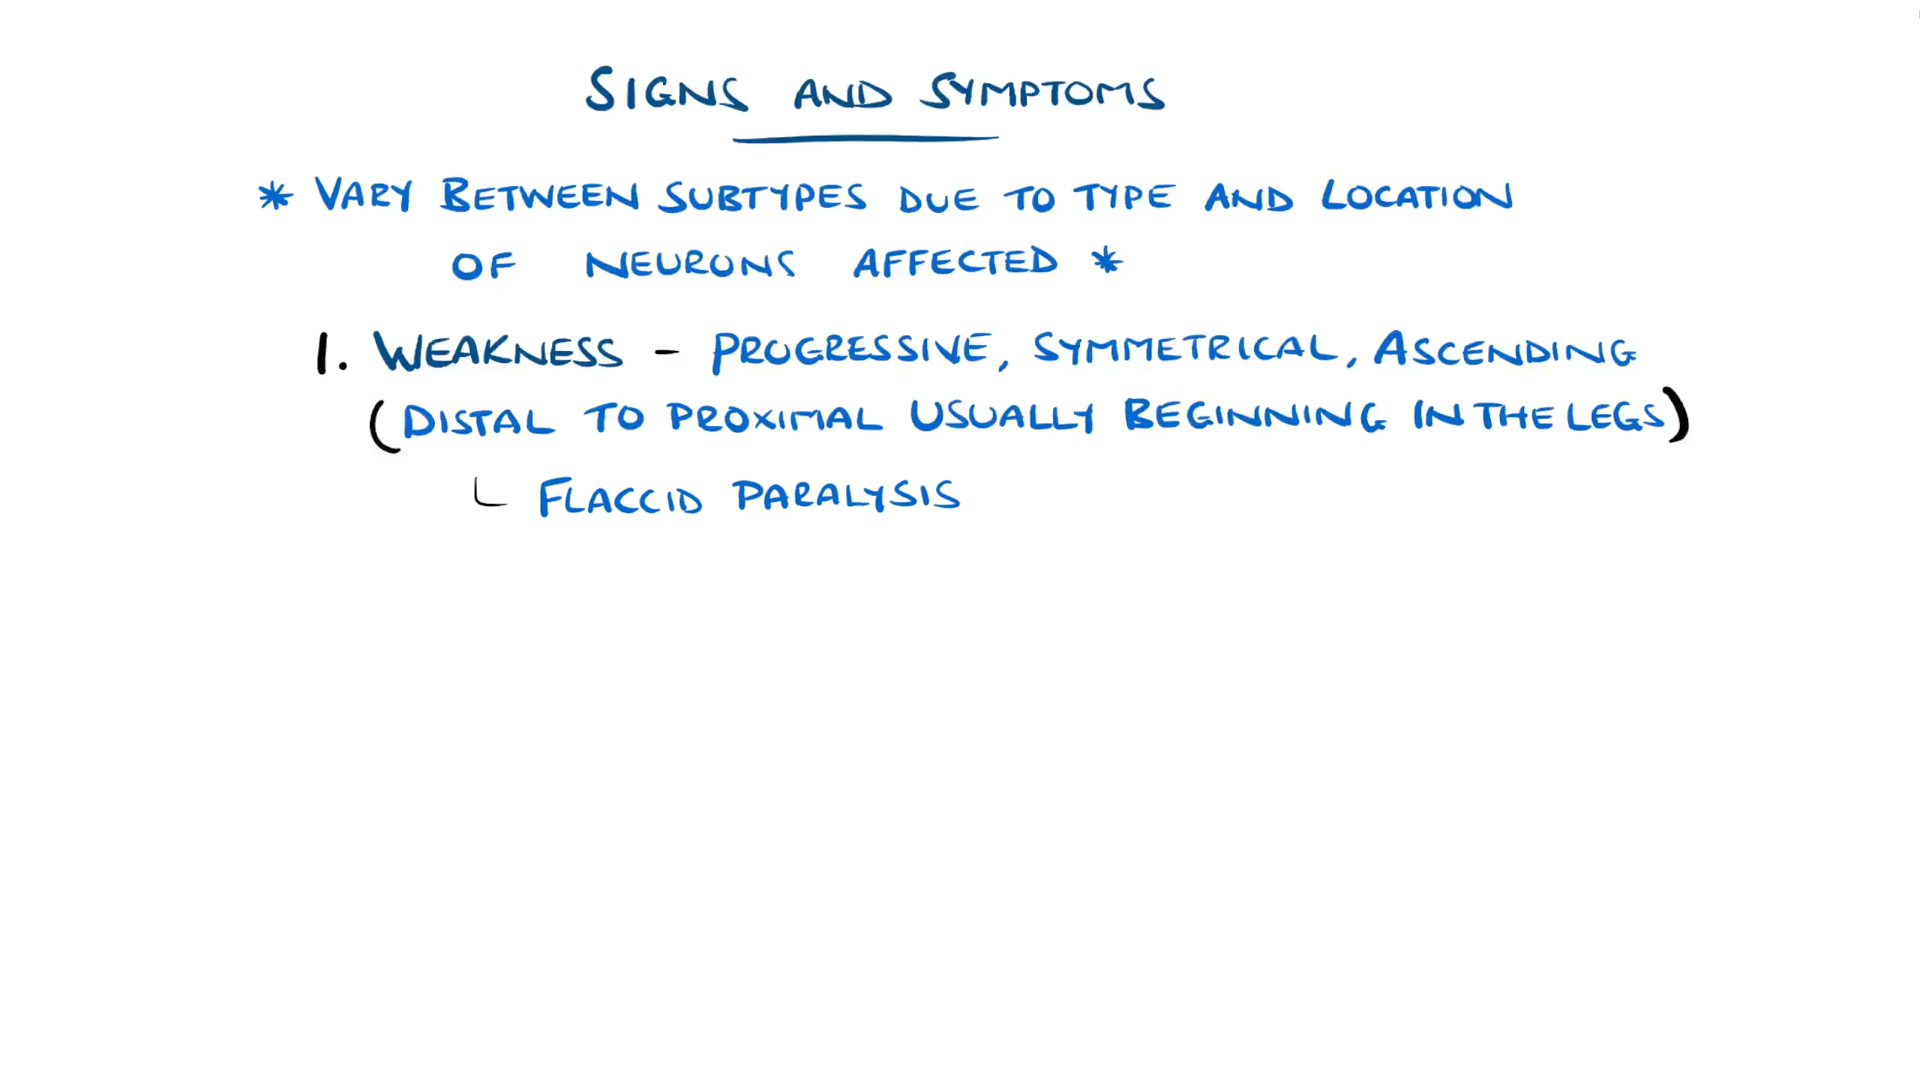 SIGNS AND SYMPTOMS
* VARY BETWEEN SUBTYPES DUE TO TYPE AND LOCATION
OF NEURONS AFFECTED *
1. WEAKNESS - PROGRESSIVE, SYMMETRICAL, ASCENDING
(DISTAL TO PROXIMAL USUALLY BEGINNING IN THE LEGS)
FLACCID PARALYSIS